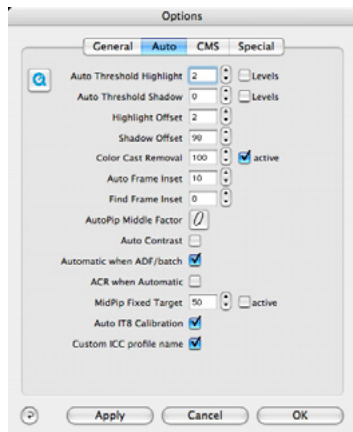 Options
General Auto CMS Special
Auto Threshold Highlight 2 Levels
Auto Threshold Shadow 0 Levels
Highlight Offset 2
Shadow Offset 90
Color Cast Removal 100 active
Auto Frame Inset 10
Find Frame Inset 0
AutoPip Middle Factor
Auto Contrast
Automatic when ADF/batch
ACR when Automatic
MidPip Fixed Target 50 active
Auto IT8 Calibration
Custom ICC profile name
Apply Cancel OK